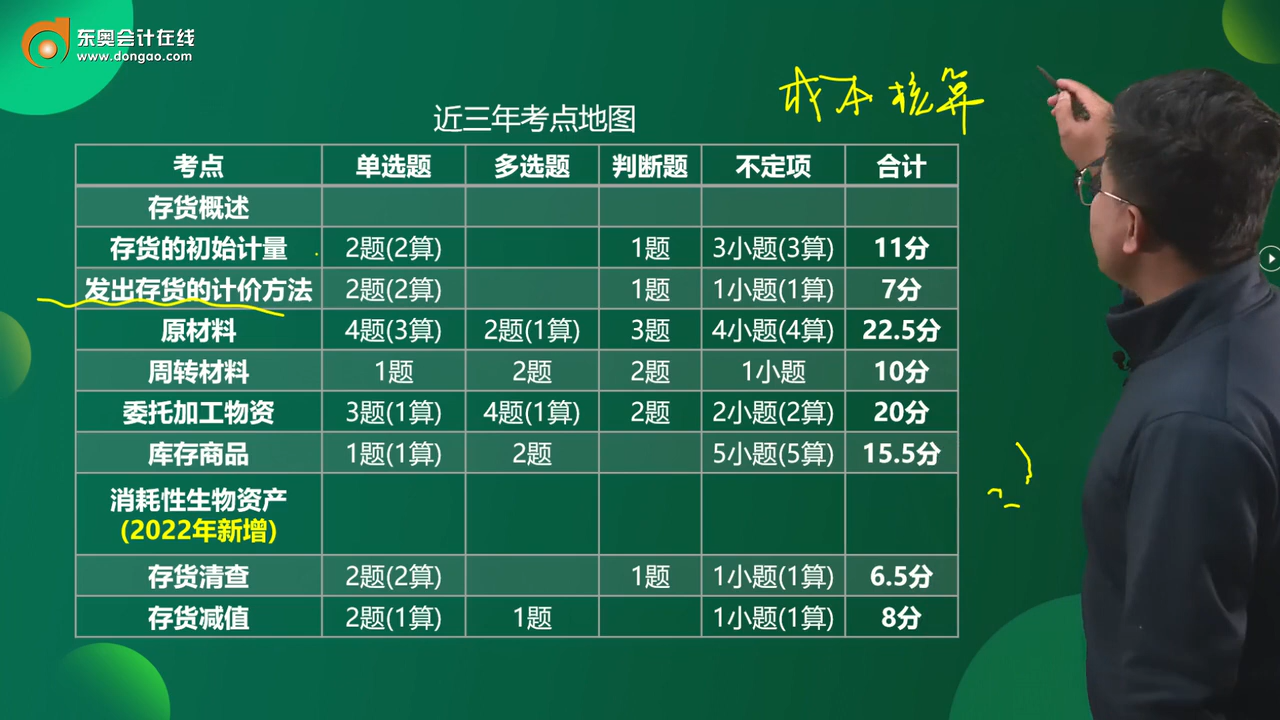 东奥会计在线
www.dongao.com
成本核算
近三年考点地图
考点 单选题 多选题 判断题 不定项 合计
存货概述
存货的初始计量 2题(2算) 1题 3小题(3算) 11分
发出存货的计价方法 2题(2算) 1题 1小题(1算) 7分
原材料 4题(3算) 2题(1算) 3题 4小题(4算) 22.5分
周转材料 1题 2题 2题 1小题 10分
委托加工物资 3题(1算) 4题(1算) 2题 2小题(2算) 20分
库存商品 1题(1算) 2题 5小题(5算) 15.5分
消耗性生物资产
(2022年新增)
存货清查 2题(2算) 1题 1小题(1算) 6.5分
存货减值 2题(1算) 1题 1小题(1算) 8分